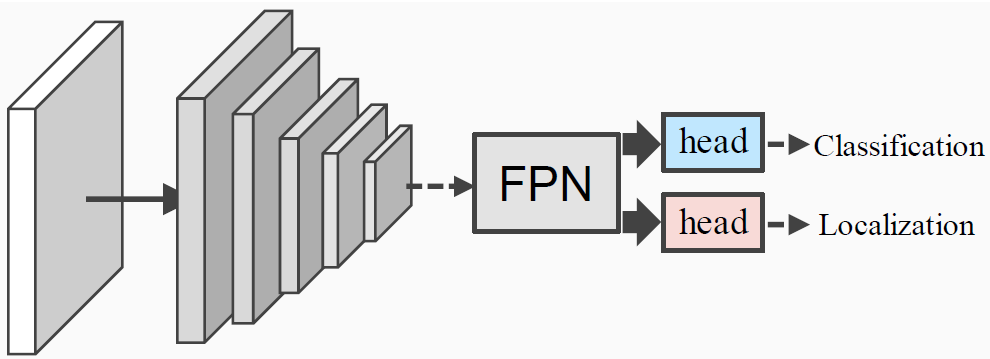 FPN
head
Classification
head
Localization